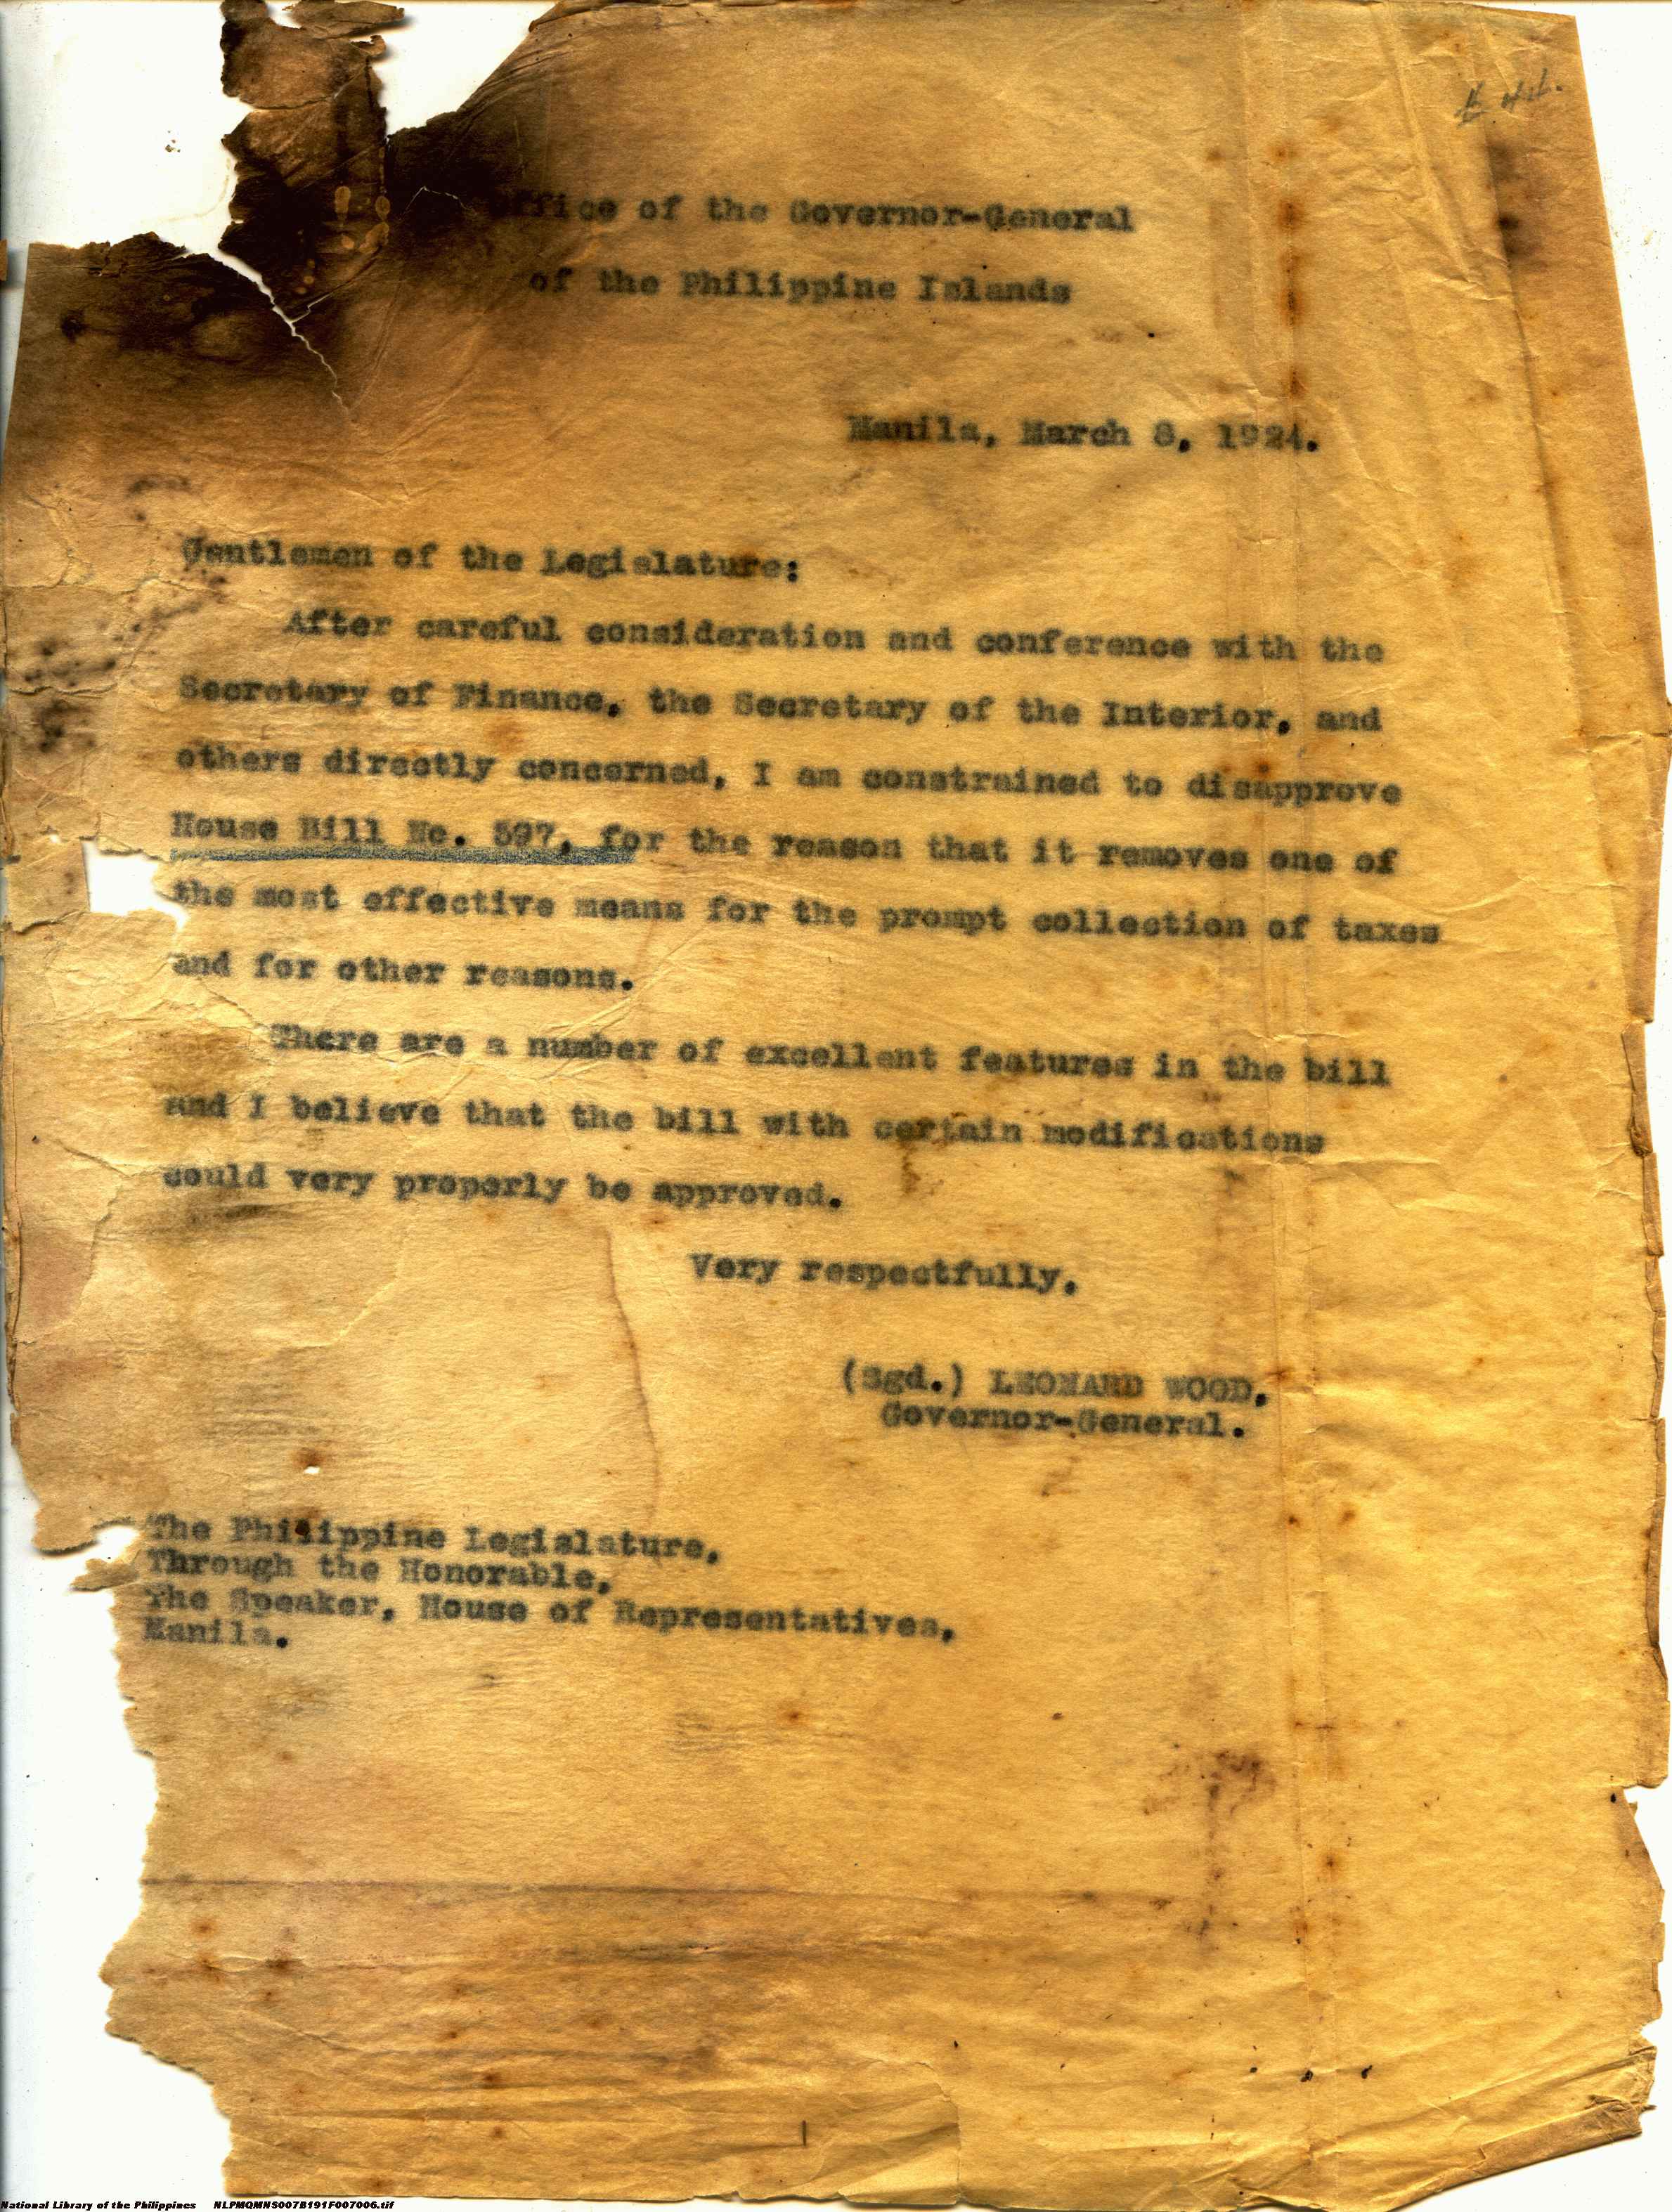 Office of the Governor-General
of the Philippine Islands
Manila, March 8, 1924.
Gentlemen of the Legislature:
After careful consideration and conference with the
Secretary of Finance, the Secretary of the Interior, and
others directly concerned, I am constrained to disapprove
House Bill No. 597, for the reason that it removes one of
the most effective means for the prompt collection of taxes
and for other reasons.
There are a number of excellent features in the bill
and I believe that the bill with certain modifications
could very properly be approved.
Very respectfully,
(Sgd.) LEONARD WOOD,
Governor-General.
The Philippine Legislature,
Through the Honorable,
The Speaker, House of Representatives,
Manila.
National Library of the Philippines NLPMQMNS007B191F007006.tif